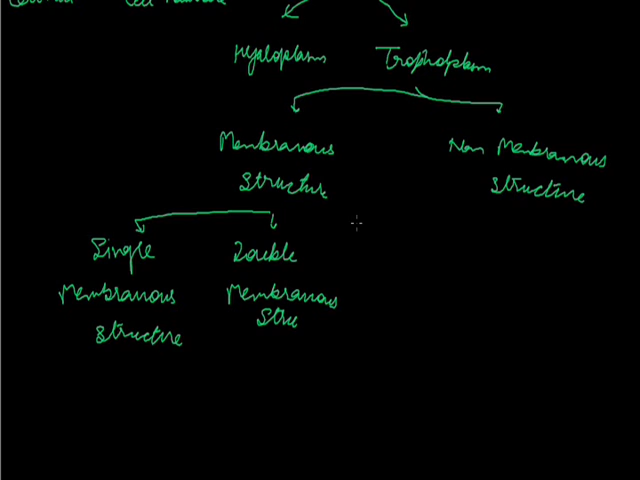 Hyaloplasm Trophoplasm
Membranous Non Membranous
Structure Structure
Single Double
Membranous Membranous
Structure Stru